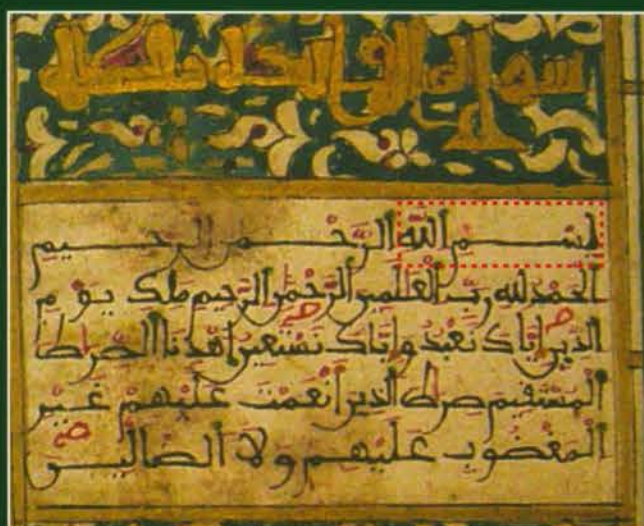 بسم الله الرحمن الرحيم
الحمد لله رب العلمين الرحمن الرحيم ملك يوم
الدين اياك نعبد واياك نستعين اهدنا الصرط
المستقيم صرط الذين انعمت عليهم غير
المغضوب عليهم ولا الضالين